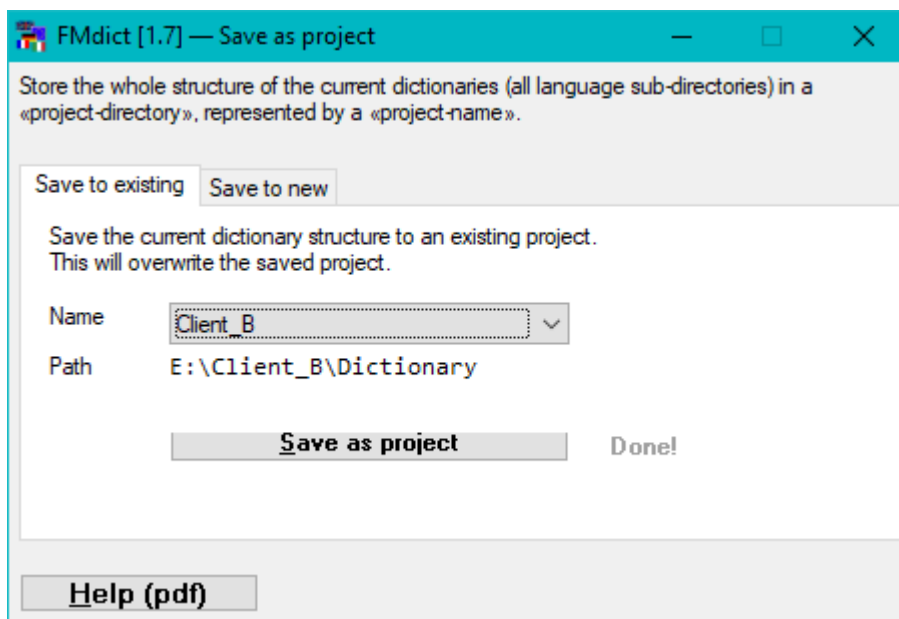 FMdict [1.7] — Save as project
Store the whole structure of the current dictionaries (all language sub-directories) in a
«project-directory», represented by a «project-name».
Save to existing
Save to new
Save the current dictionary structure to an existing project.
This will overwrite the saved project.
Name
Client_B
Path
E:\Client_B\Dictionary
Save as project
Done!
Help (pdf)